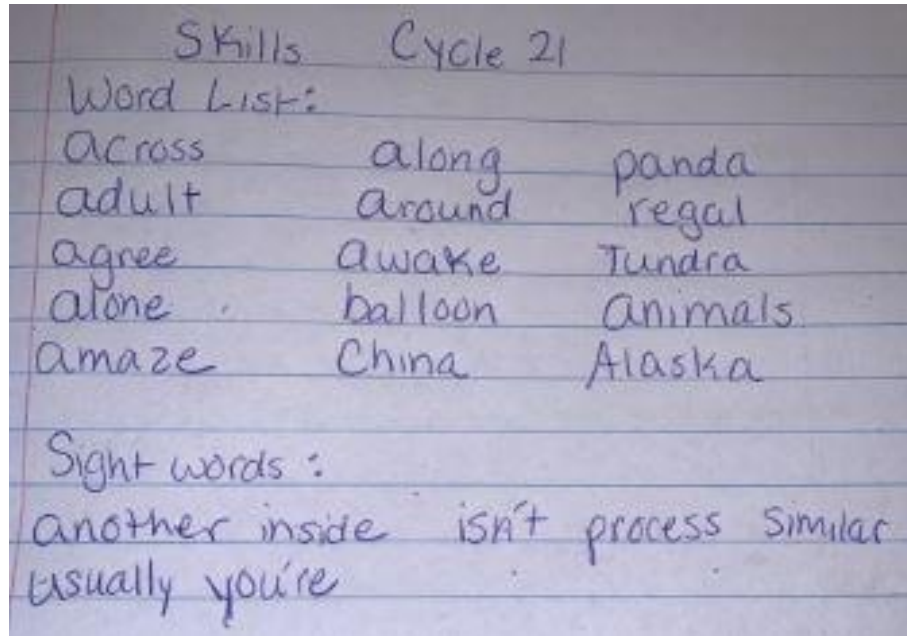 Skills Cycle 21
Word List:
across along panda
adult around regal
agree awake Tundra
alone balloon animals
amaze China Alaska
Sight words:
another inside isn't process similar
usually you're